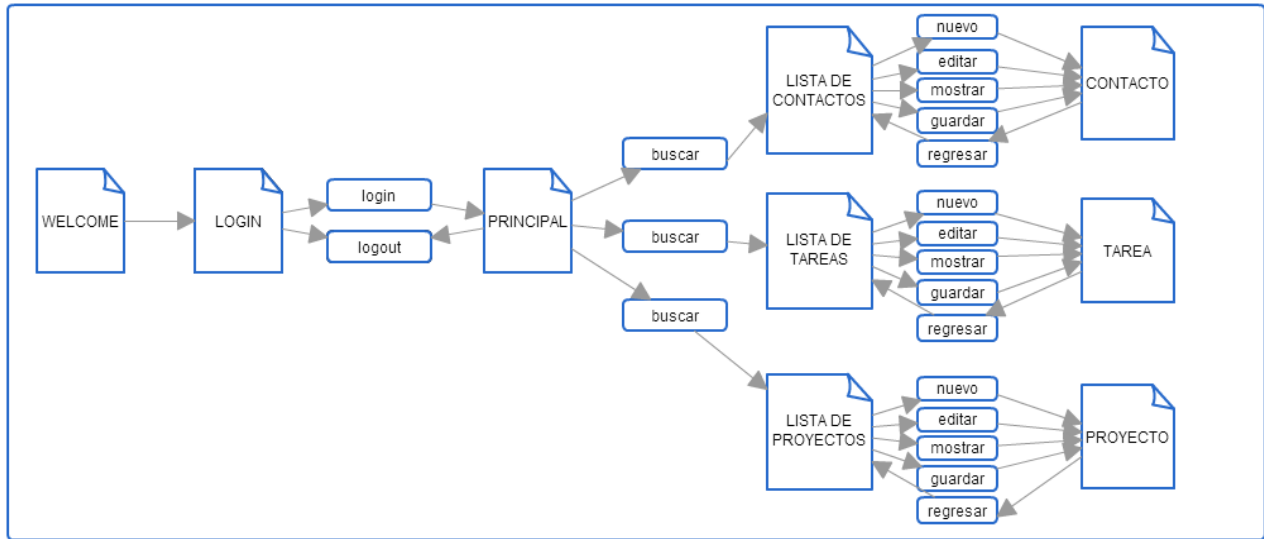 WELCOME
LOGIN
login
logout
PRINCIPAL
buscar
buscar
buscar
LISTA DE
CONTACTOS
nuevo
editar
mostrar
guardar
regresar
CONTACTO
LISTA DE
TAREAS
nuevo
editar
mostrar
guardar
regresar
TAREA
LISTA DE
PROYECTOS
nuevo
editar
mostrar
guardar
regresar
PROYECTO